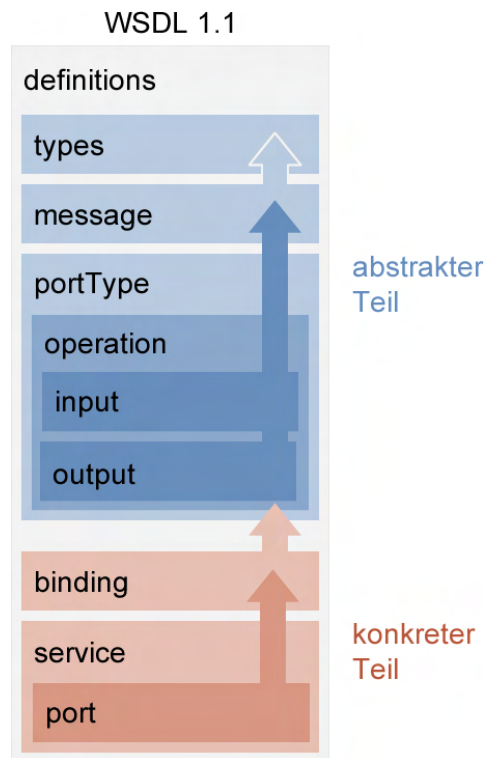 WSDL 1.1
definitions
types
message
portType
abstrakter
Teil
operation
input
output
binding
service
konkreter
Teil
port